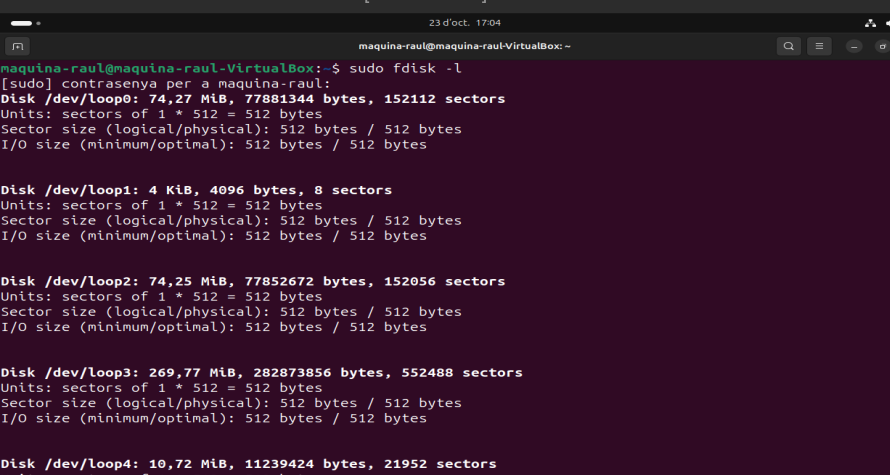 23 d'oct. 17:04
maquina-raul@maquina-raul-VirtualBox: ~
maquina-raul@maquina-raul-VirtualBox:~$ sudo fdisk -l
[sudo] contrasenya per a maquina-raul:
Disk /dev/loop0: 74,27 MiB, 77881344 bytes, 152112 sectors
Units: sectors of 1 * 512 = 512 bytes
Sector size (logical/physical): 512 bytes / 512 bytes
I/O size (minimum/optimal): 512 bytes / 512 bytes
Disk /dev/loop1: 4 KiB, 4096 bytes, 8 sectors
Units: sectors of 1 * 512 = 512 bytes
Sector size (logical/physical): 512 bytes / 512 bytes
I/O size (minimum/optimal): 512 bytes / 512 bytes
Disk /dev/loop2: 74,25 MiB, 77852672 bytes, 152056 sectors
Units: sectors of 1 * 512 = 512 bytes
Sector size (logical/physical): 512 bytes / 512 bytes
I/O size (minimum/optimal): 512 bytes / 512 bytes
Disk /dev/loop3: 269,77 MiB, 282873856 bytes, 552488 sectors
Units: sectors of 1 * 512 = 512 bytes
Sector size (logical/physical): 512 bytes / 512 bytes
I/O size (minimum/optimal): 512 bytes / 512 bytes
Disk /dev/loop4: 10,72 MiB, 11239424 bytes, 21952 sectors